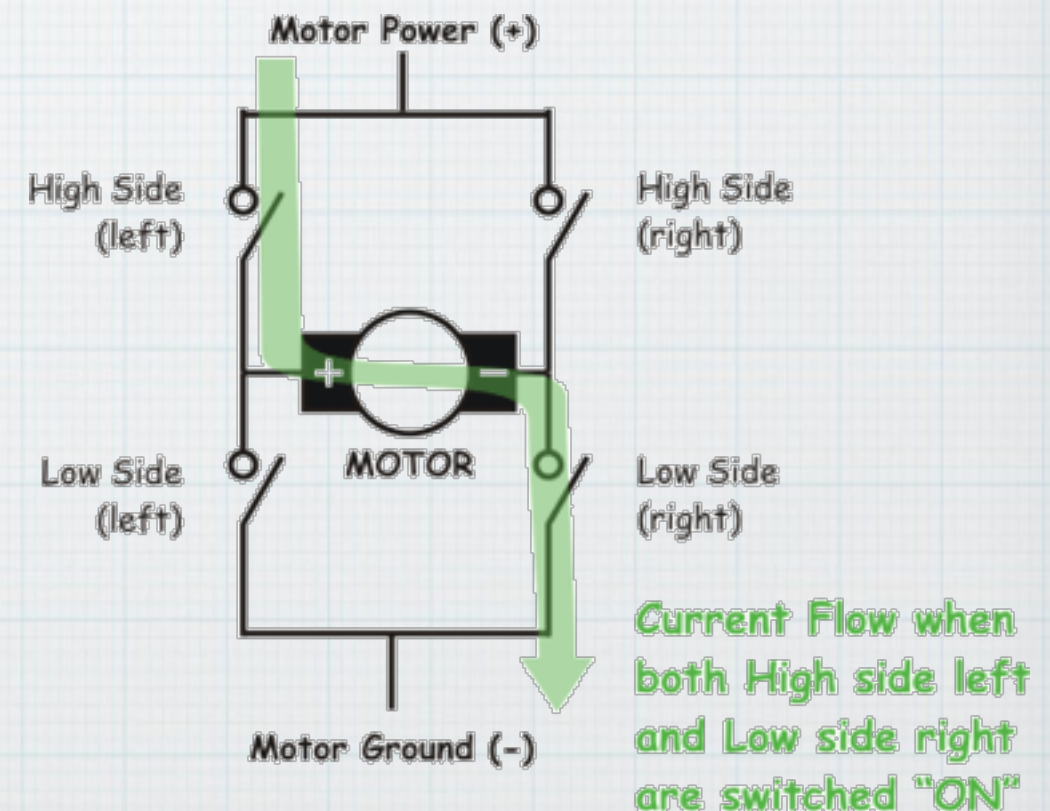 Motor Power (+)
High Side
(left)
High Side
(right)
+
−
MOTOR
Low Side
(left)
Low Side
(right)
Current Flow when
both High side left
and Low side right
are switched “ON”
Motor Ground (-)